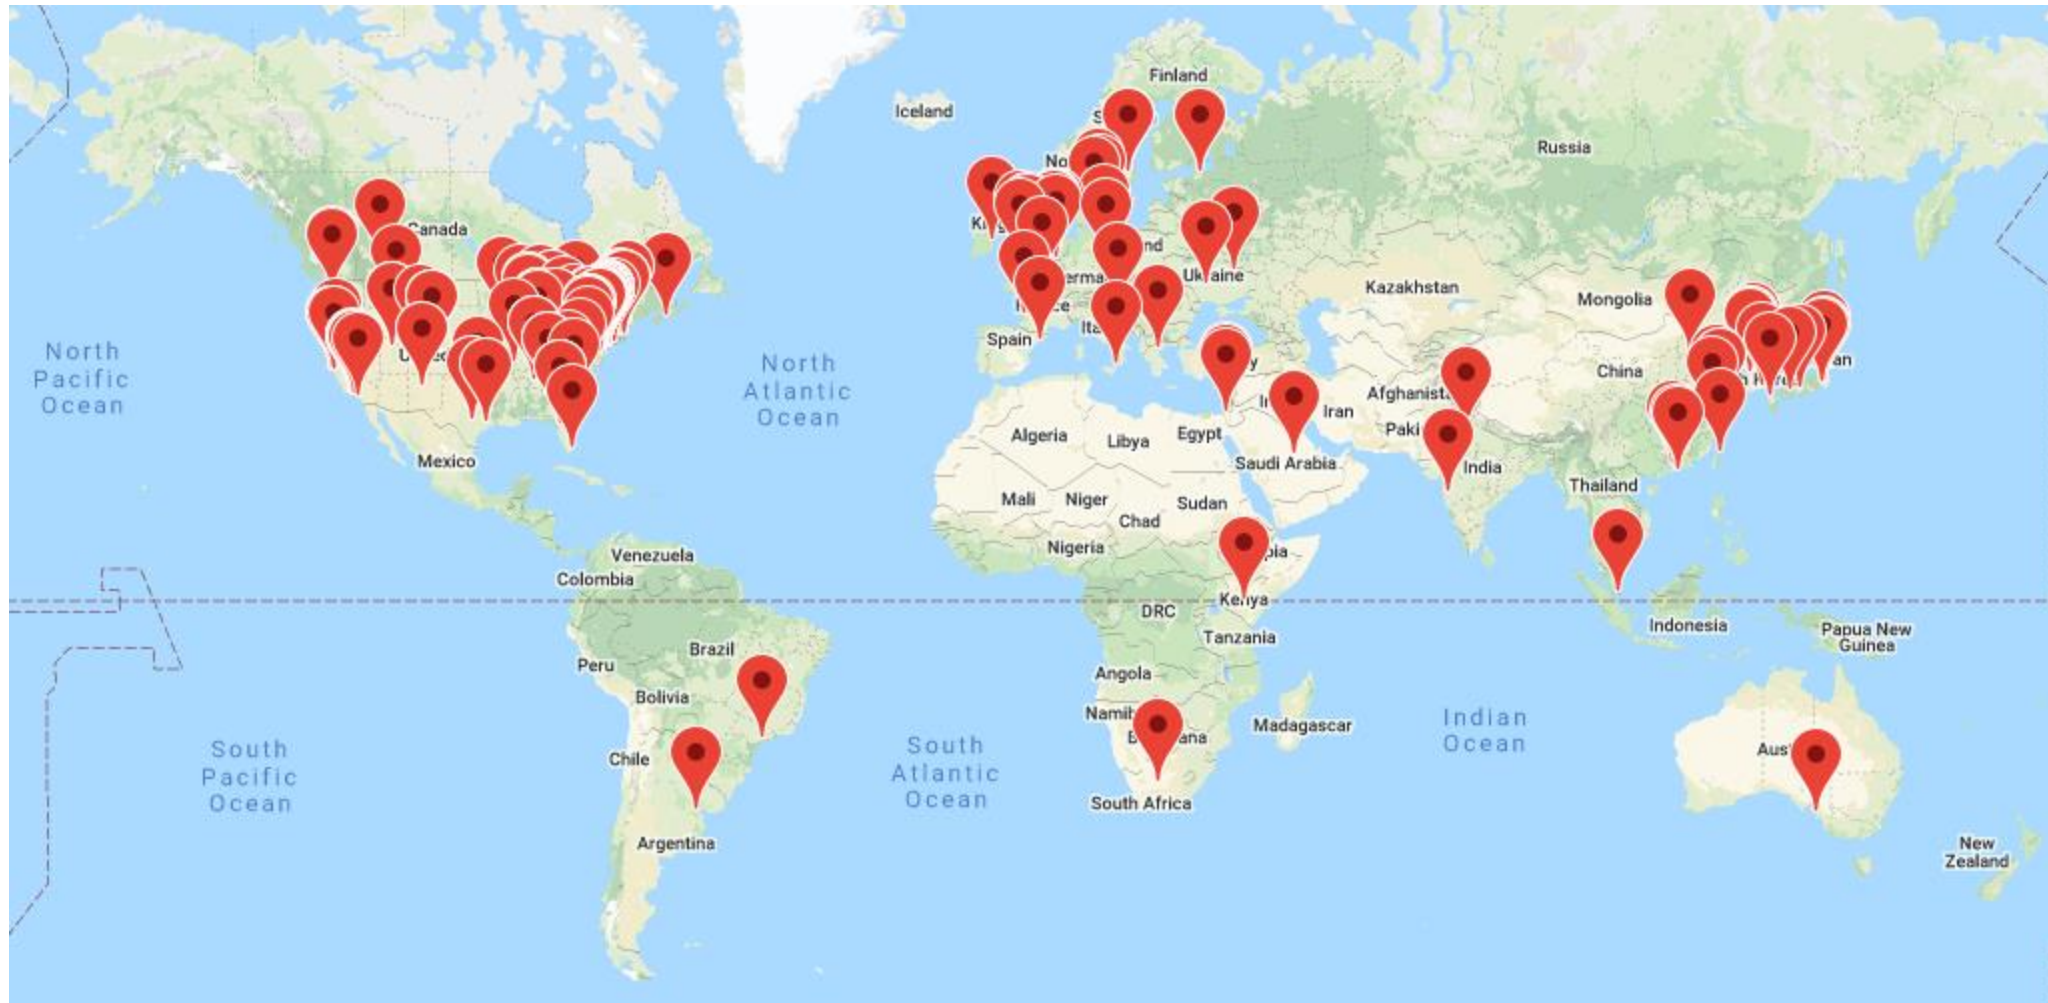 Finland
Iceland
Russia
Canada
Ukraine
Kazakhstan
Mongolia
Spain
North
Pacific
Ocean
North
Atlantic
Ocean
China
Iran
Algeria
Libya
Egypt
Mexico
Saudi Arabia
India
Mali
Niger
Sudan
Thailand
Chad
Nigeria
Venezuela
Colombia
Kenya
DRC
Indonesia
Tanzania
Papua New
Guinea
Brazil
Peru
Angola
Bolivia
Madagascar
Indian
Ocean
South
Pacific
Ocean
Chile
South
Atlantic
Ocean
South Africa
Argentina
New
Zealand